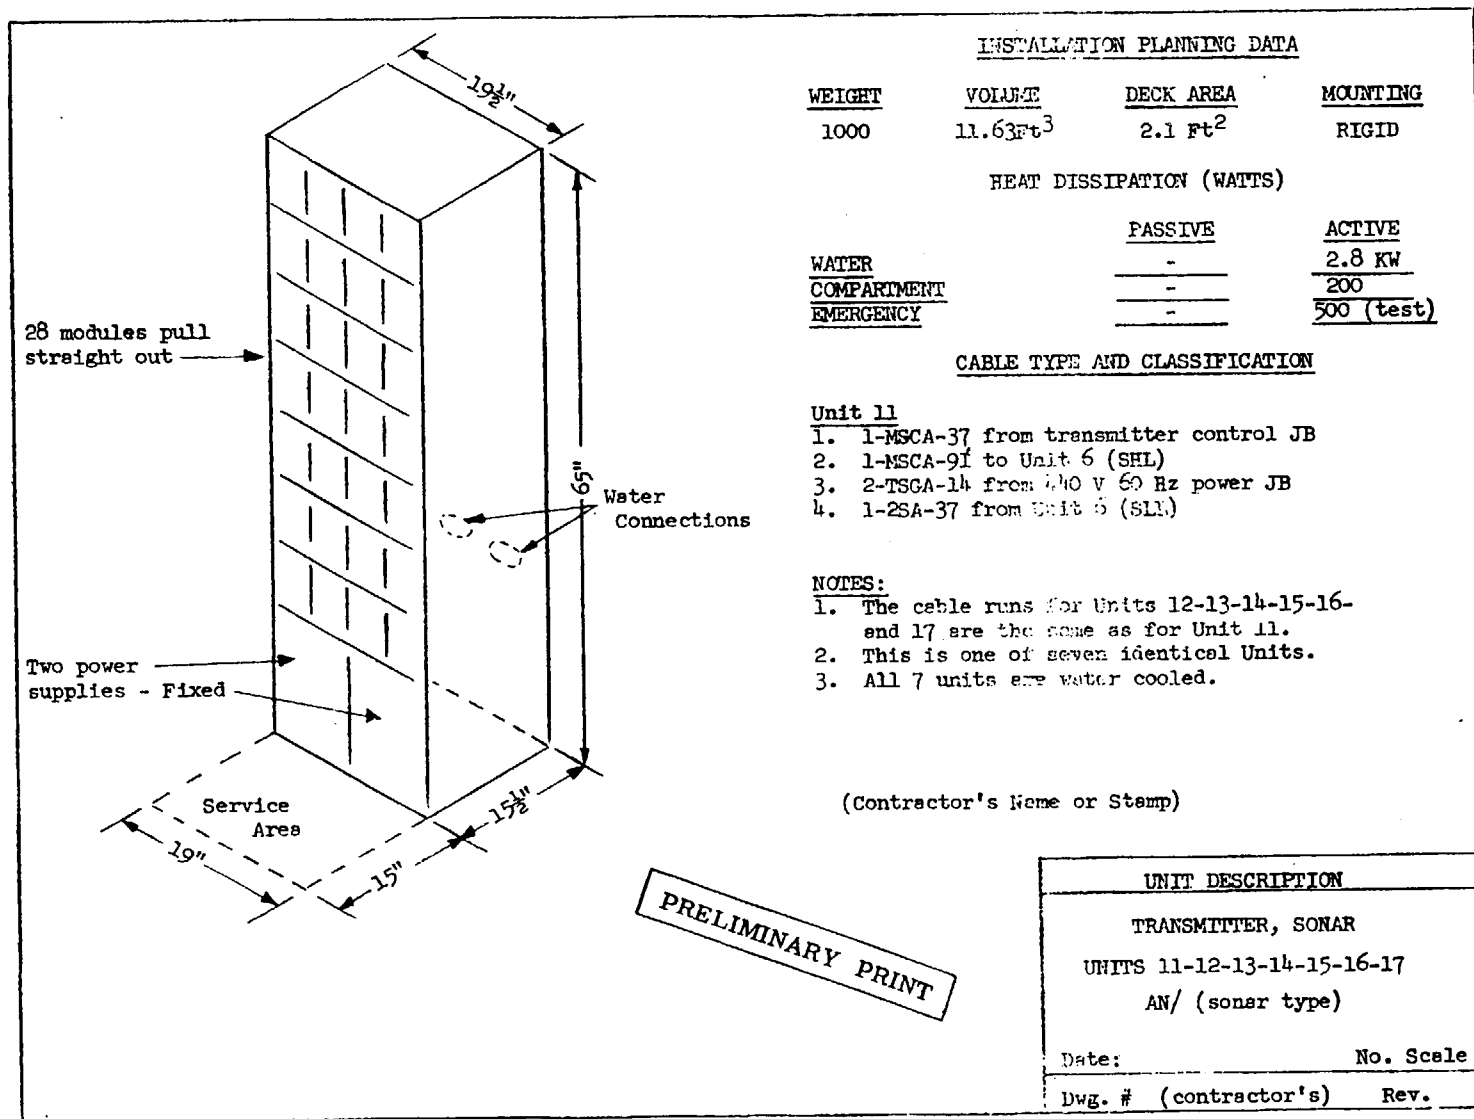 INSTALLATION PLANNING DATA
WEIGHT VOLUME DECK AREA MOUNTING
1000 11.63Ft³ 2.1 Ft² RIGID
HEAT DISSIPATION (WATTS)
PASSIVE ACTIVE
WATER - 2.8 KW
COMPARTMENT - 200
EMERGENCY - 500 (test)
CABLE TYPE AND CLASSIFICATION
Unit 11
1. 1-MSCA-37 from transmitter control JB
2. 1-MSCA-91 to Unit 6 (SHL)
3. 2-TSGA-14 from 440 V 60 Hz power JB
4. 1-2SA-37 from Unit 6
NOTES:
1. The cable runs for Units 12-13-14-15-16-
and 17 are the same as for Unit 11.
2. This is one of seven identical Units.
3. All 7 units are water cooled.
(Contractor's Name or Stamp)
19½"
65"
28 modules pull
straight out
Water
Connections
Two power
supplies - Fixed
Service
Area
19"
15"
15½"
PRELIMINARY PRINT
UNIT DESCRIPTION
TRANSMITTER, SONAR
UNITS 11-12-13-14-15-16-17
AN/ (sonar type)
Date: No. Scale
Dwg. # (contractor's) Rev.